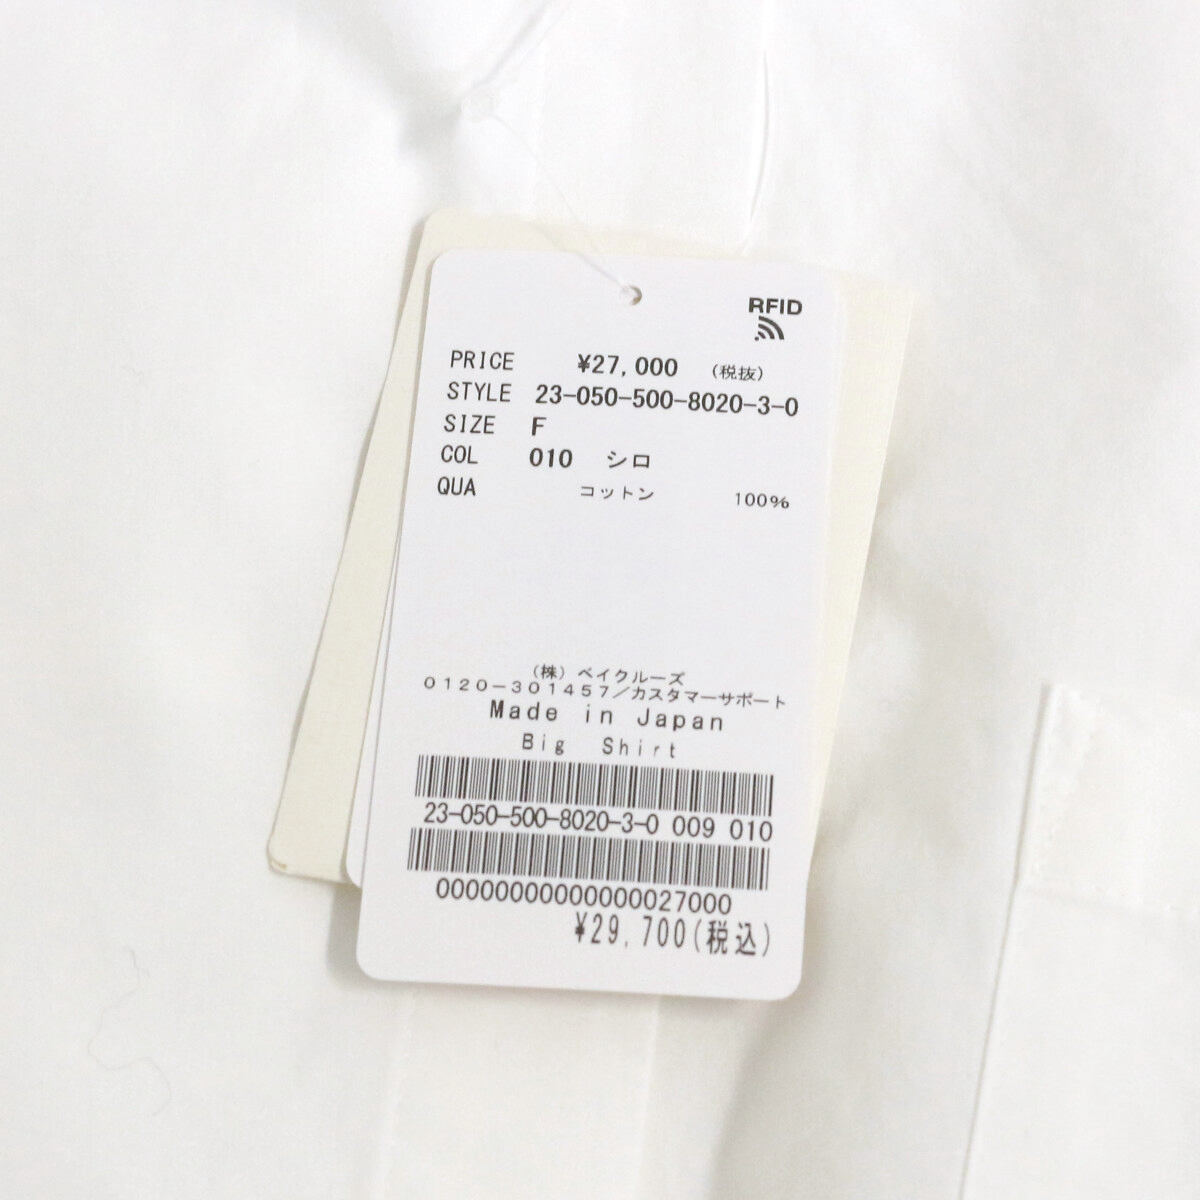 RFID
PRICE ¥27,000 (税抜)
STYLE 23-050-500-8020-3-0
SIZE F
COL 010 シロ
QUA コットン 100%
(株) ベイクルーズ
0120-301457/カスタマーサポート
Made in Japan
Big Shirt
23-050-500-8020-3-0 009 010
00000000000000027000
¥29,700(税込)